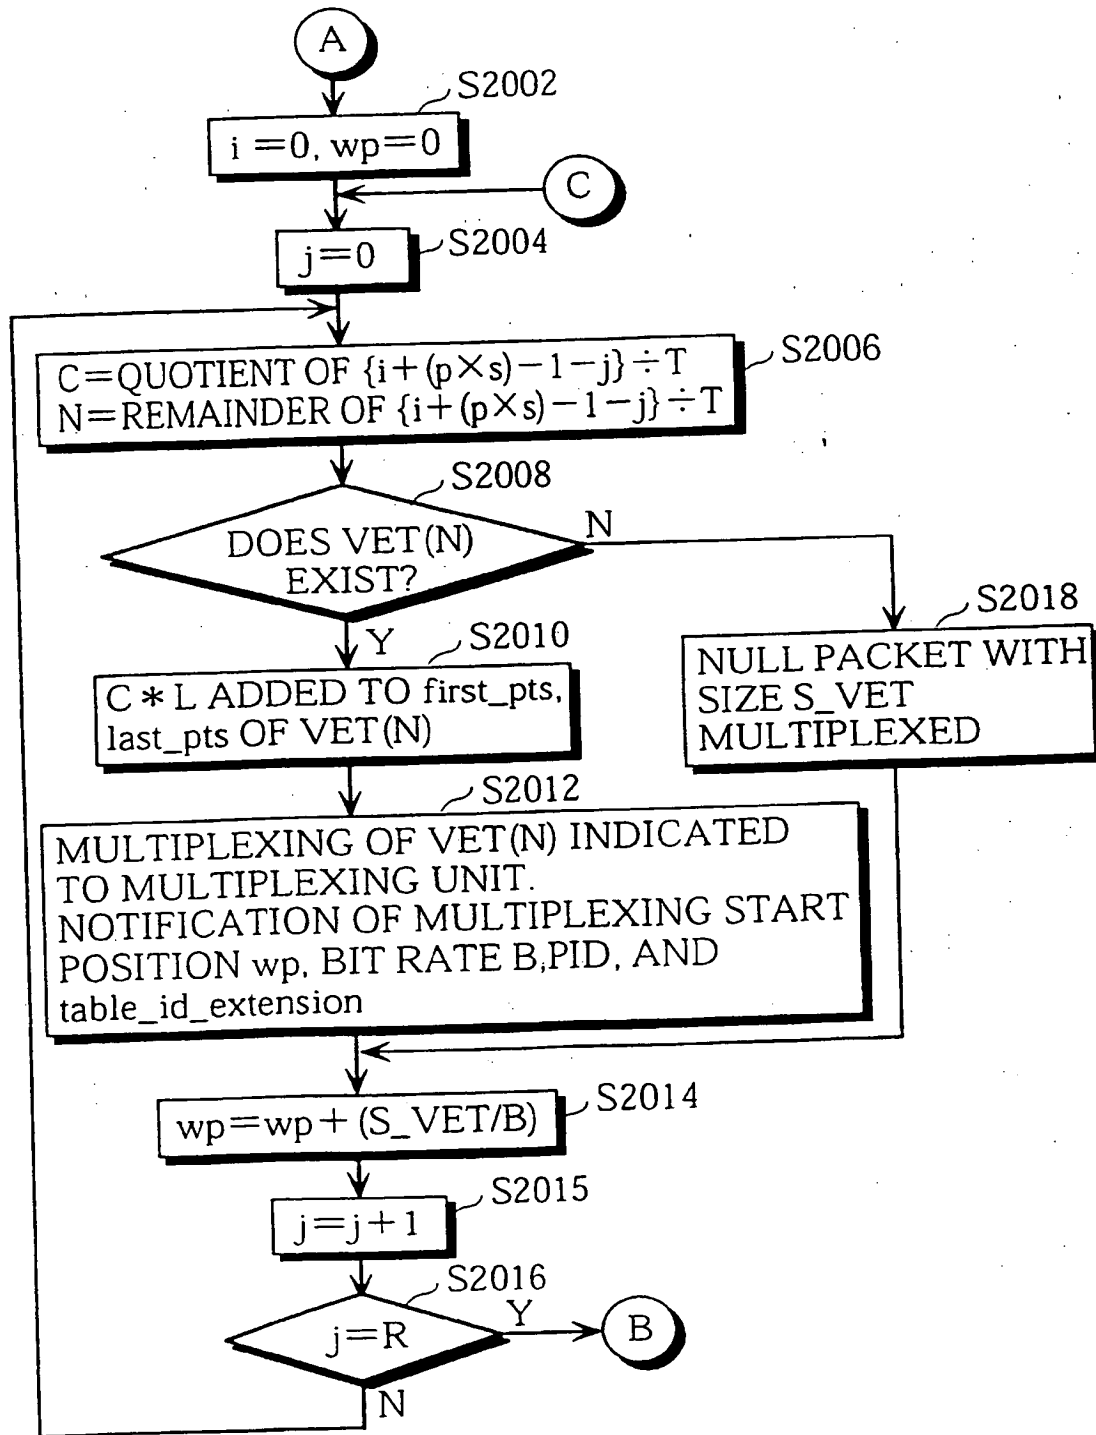 A
S2002
i=0, wp=0
C
S2004
j=0
S2006
C=QUOTIENT OF {i+(p×s)-1-j}÷T
N=REMAINDER OF {i+(p×s)-1-j}÷T
S2008
DOES VET(N)
EXIST?
N
Y
S2010
C * L ADDED TO first_pts,
last_pts OF VET(N)
S2018
NULL PACKET WITH
SIZE S_VET
MULTIPLEXED
S2012
MULTIPLEXING OF VET(N) INDICATED
TO MULTIPLEXING UNIT.
NOTIFICATION OF MULTIPLEXING START
POSITION wp, BIT RATE B, PID, AND
table_id_extension
S2014
wp=wp+(S_VET/B)
S2015
j=j+1
S2016
j=R
Y
B
N